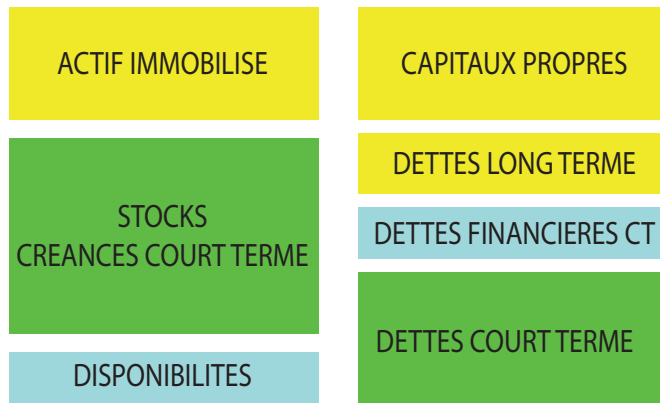 ACTIF IMMOBILISE
STOCKS
CREANCES COURT TERME
DISPONIBILITES
CAPITAUX PROPRES
DETTES LONG TERME
DETTES FINANCIERES CT
DETTES COURT TERME